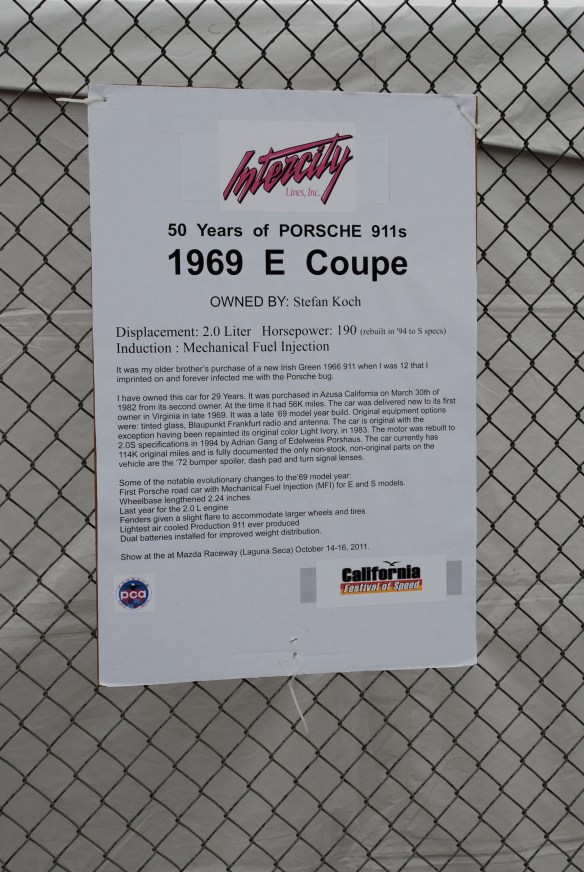 Intercity
Lines, Inc.
50 Years of PORSCHE 911s
1969 E Coupe
OWNED BY: Stefan Koch
Displacement: 2.0 Liter Horsepower: 190 (rebuilt in '94 to S specs)
Induction : Mechanical Fuel Injection
It was my older brother's purchase of a new Irish Green 1966 911 when I was 12 that I
imprinted on and forever infected me with the Porsche bug.
I have owned this car for 29 Years. It was purchased in Azusa California on March 30th of
1982 from its second owner. At the time it had 56K miles. The car was delivered new to its first
owner in Virginia in late 1969. It was a late '69 model year build. Original equipment options
were: tinted glass, Blaupunkt Frankfurt radio and antenna. The car is original with the
exception having been repainted its original color Light Ivory, in 1983. The motor was rebuilt to
2.0S specifications in 1994 by Adrian Gang of Edelweiss Porshaus. The car currently has
114K original miles and is fully documented the only non-stock, non-original parts on the
vehicle are the '72 bumper spoiler, dash pad and turn signal lenses.
Some of the notable evolutionary changes to the'69 model year:
First Porsche road car with Mechanical Fuel Injection (MFI) for E and S models.
Wheelbase lengthened 2.24 inches
Last year for the 2.0 L engine
Fenders given a slight flare to accommodate larger wheels and tires
Lightest air cooled Production 911 ever produced
Dual batteries installed for improved weight distribution.
Show at the at Mazda Raceway (Laguna Seca) October 14-16, 2011.
pca
California
Festival of Speed